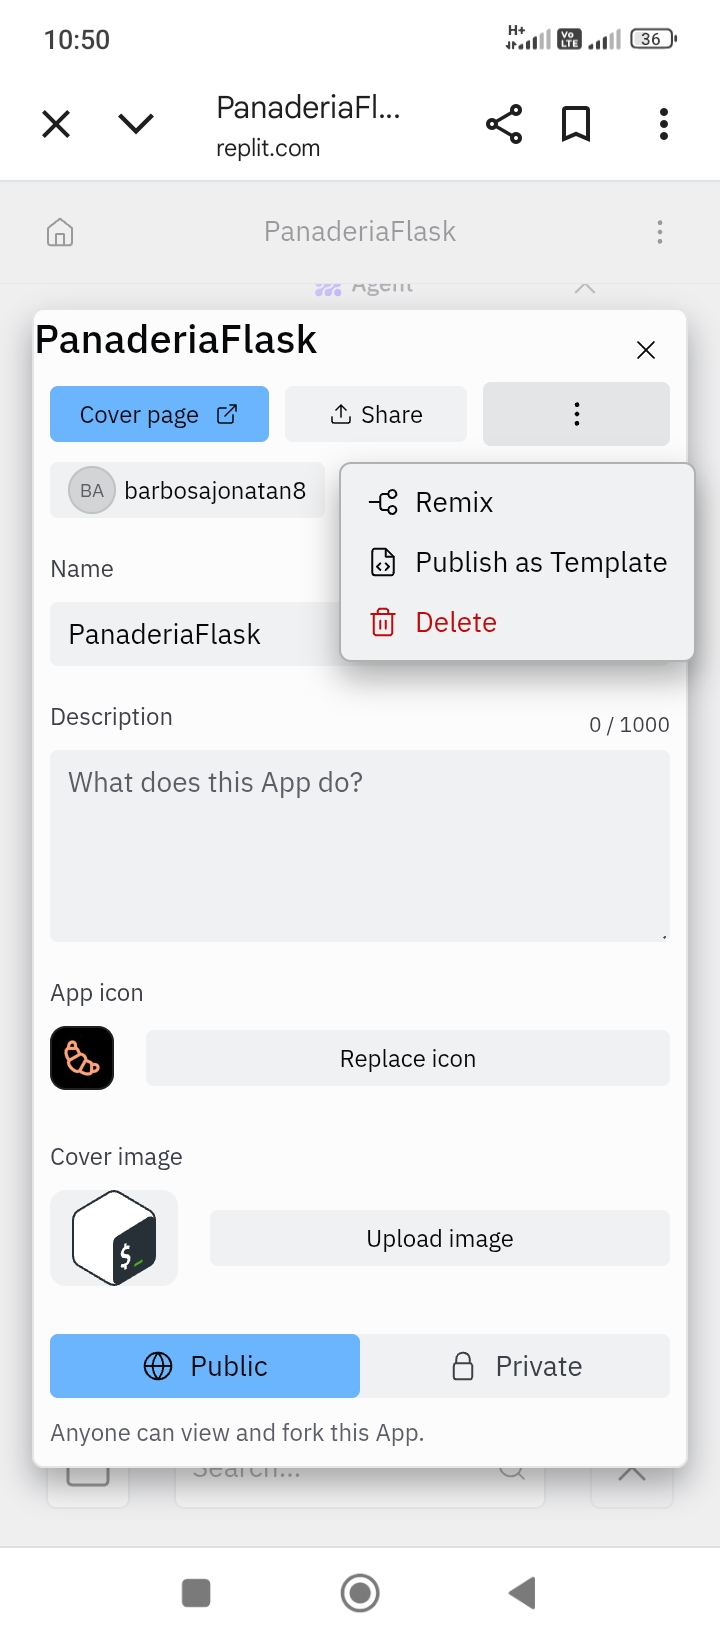 10:50
H+
Vo
LTE
36
PanaderiaFl...
replit.com
PanaderiaFlask
Agent
PanaderiaFlask
Cover page
Share
BA
barbosajonatan8
Remix
Publish as Template
Delete
Name
PanaderiaFlask
Description
0 / 1000
What does this App do?
App icon
Replace icon
Cover image
$_
Upload image
Public
Private
Anyone can view and fork this App.
Search...